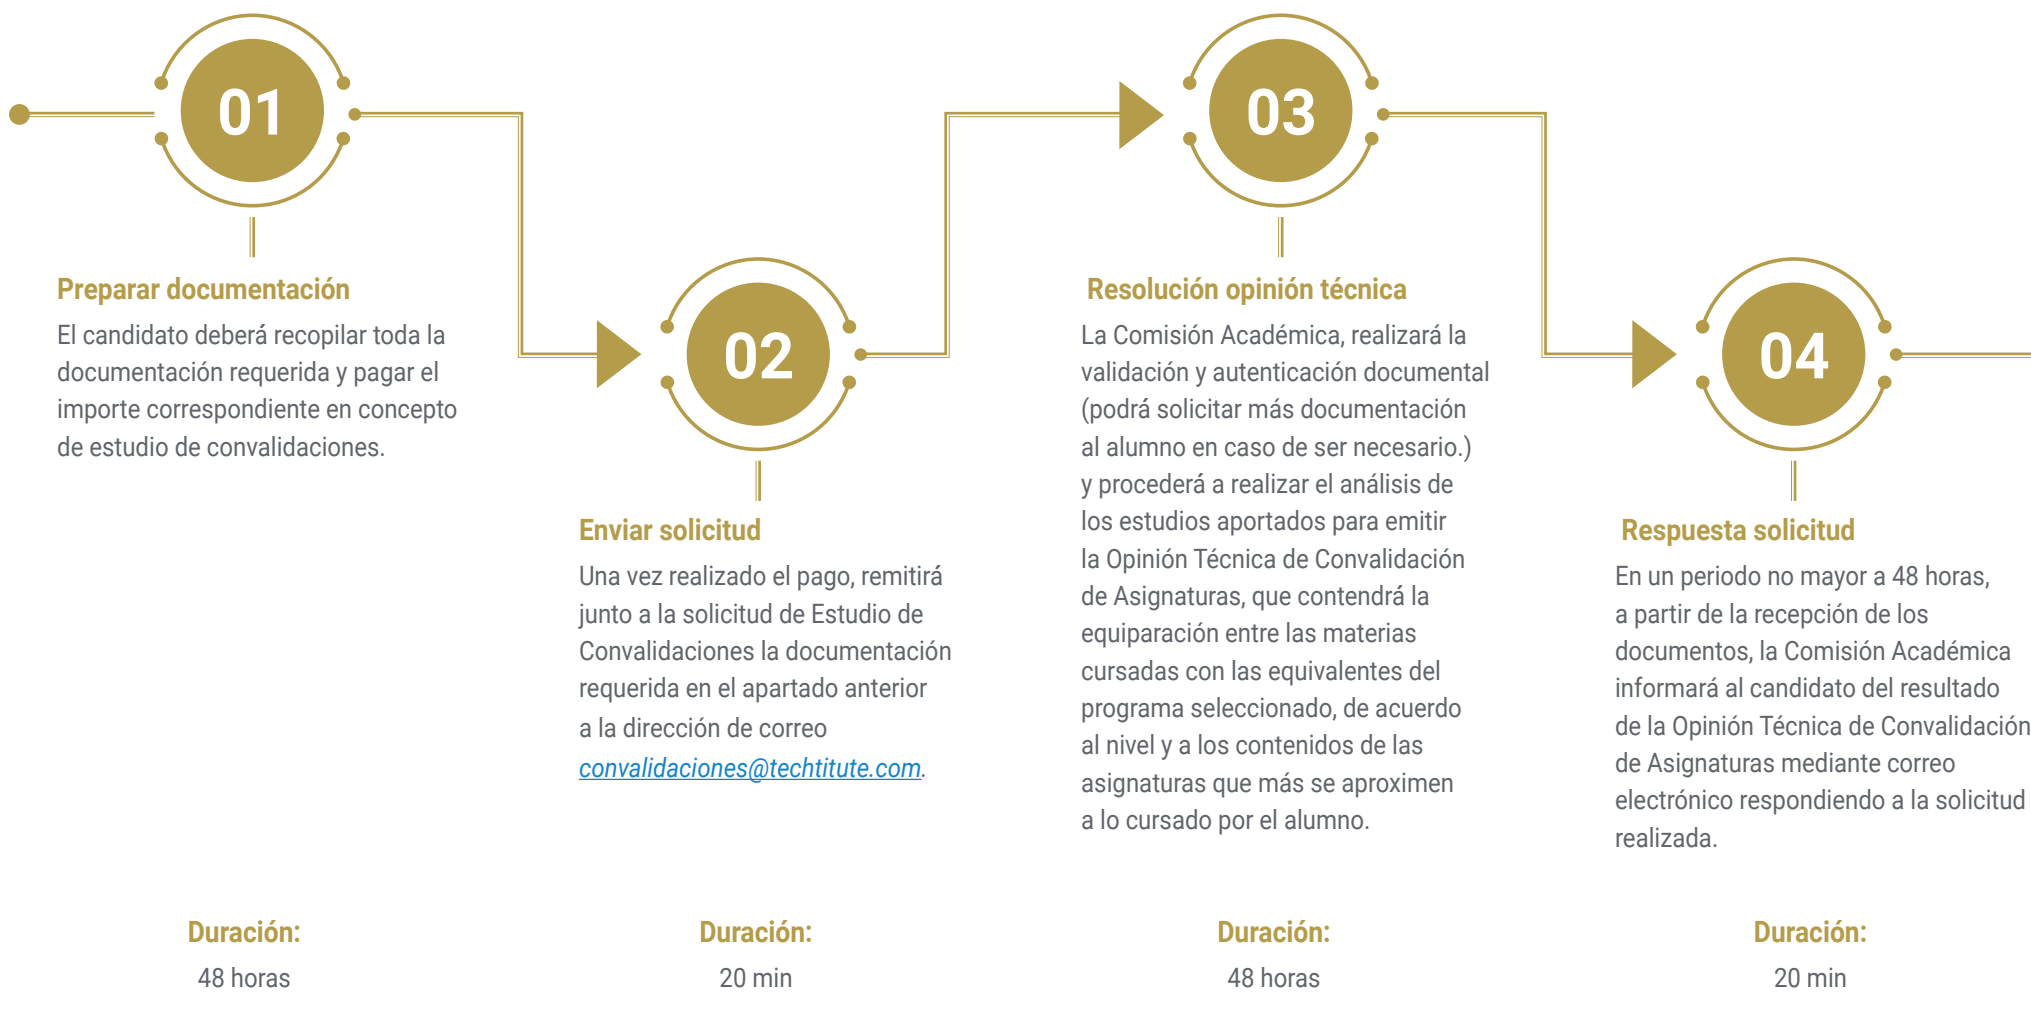 01
Preparar documentación
El candidato deberá recopilar toda la
documentación requerida y pagar el
importe correspondiente en concepto
de estudio de convalidaciones.
Duración:
48 horas
02
Enviar solicitud
Una vez realizado el pago, remitirá
junto a la solicitud de Estudio de
Convalidaciones la documentación
requerida en el apartado anterior
a la dirección de correo
convalidaciones@techtitute.com.
Duración:
20 min
03
Resolución opinión técnica
La Comisión Académica, realizará la
validación y autenticación documental
(podrá solicitar más documentación
al alumno en caso de ser necesario.)
y procederá a realizar el análisis de
los estudios aportados para emitir
la Opinión Técnica de Convalidación
de Asignaturas, que contendrá la
equiparación entre las materias
cursadas con las equivalentes del
programa seleccionado, de acuerdo
al nivel y a los contenidos de las
asignaturas que más se aproximen
a lo cursado por el alumno.
Duración:
48 horas
04
Respuesta solicitud
En un periodo no mayor a 48 horas,
a partir de la recepción de los
documentos, la Comisión Académica
informará al candidato del resultado
de la Opinión Técnica de Convalidación
de Asignaturas mediante correo
electrónico respondiendo a la solicitud
realizada.
Duración:
20 min